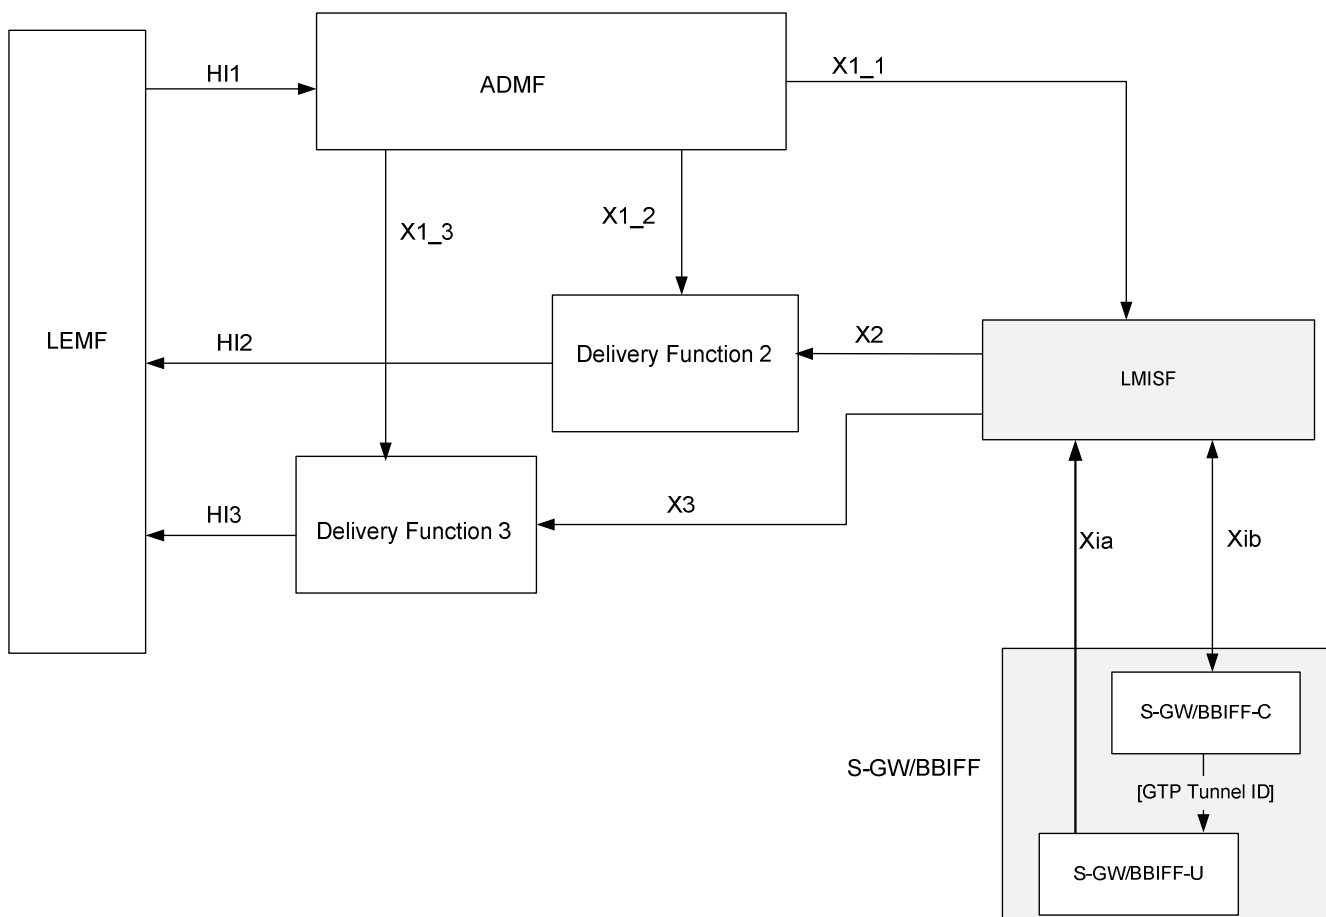 HI1
ADMF
X1_1
X1_3
X1_2
LEMF
HI2
Delivery Function 2
X2
LMISF
HI3
Delivery Function 3
X3
Xia
Xib
S-GW/BBIFF
S-GW/BBIFF-C
[GTP Tunnel ID]
S-GW/BBIFF-U